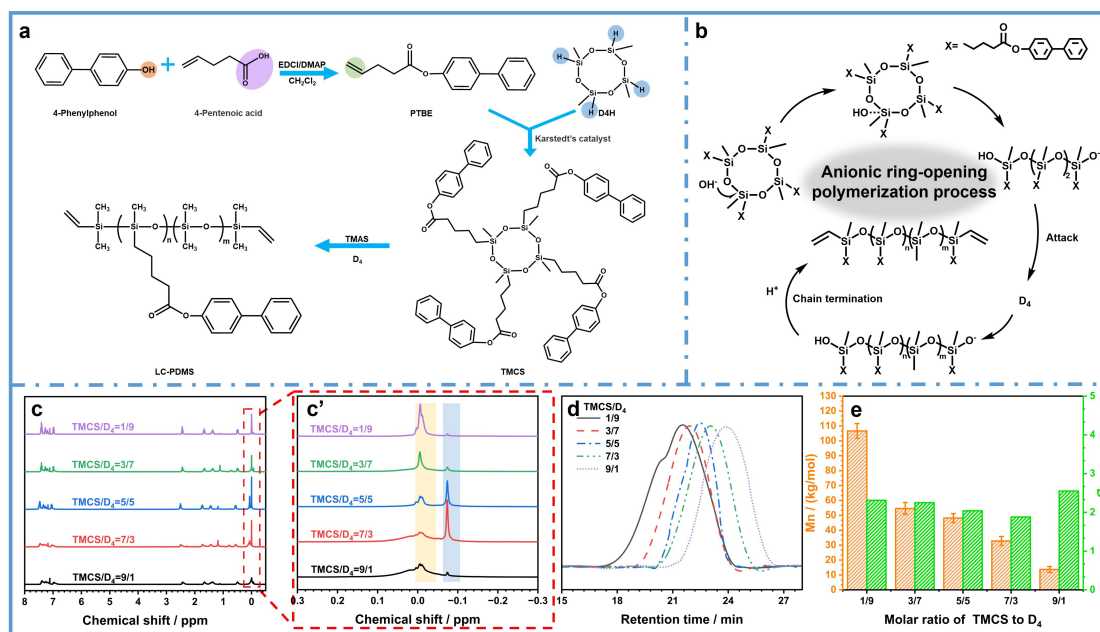 a
OH
+
O
OH
EDCI/DMAP
CH2Cl2
4-Phenylphenol
4-Pentenoic acid
PTBE
D4H
Karstedt's catalyst
TMAS
D4
LC-PDMS
TMCS
b
X=
Anionic ring-opening
polymerization process
Attack
D4
H+
Chain termination
c
TMCS/D4=1/9
TMCS/D4=3/7
TMCS/D4=5/5
TMCS/D4=7/3
TMCS/D4=9/1
8 7 6 5 4 3 2 1 0
Chemical shift / ppm
c'
TMCS/D4=1/9
TMCS/D4=3/7
TMCS/D4=5/5
TMCS/D4=7/3
TMCS/D4=9/1
0.3 0.2 0.1 0.0 -0.1 -0.2 -0.3
Chemical shift / ppm
d
TMCS/D4
1/9
3/7
5/5
7/3
9/1
15 18 21 24 27
Retention time / min
e
Mn / (kg/mol)
130
120
110
100
90
80
70
60
50
40
30
20
10
0
4
3
2
1
0
1/9 3/7 5/5 7/3 9/1
Molar ratio of TMCS to D4